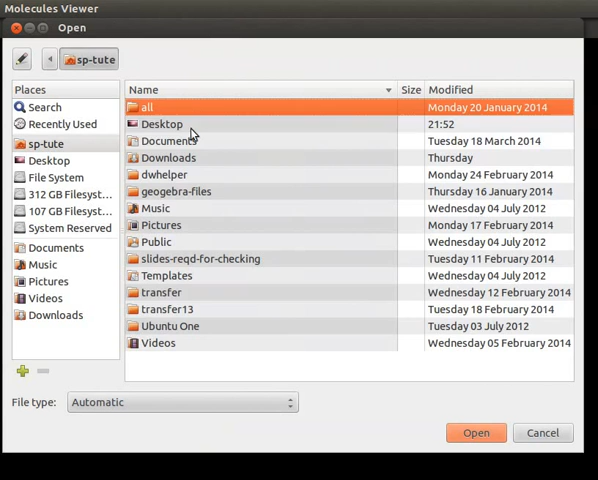 Molecules Viewer
Open
sp-tute
Places
Search
Recently Used
sp-tute
Desktop
File System
312 GB Filesyst...
107 GB Filesyst...
System Reserved
Documents
Music
Pictures
Videos
Downloads
Name Size Modified
all Monday 20 January 2014
Desktop 21:52
Documents Tuesday 18 March 2014
Downloads Thursday
dwhelper Monday 24 February 2014
geogebra-files Thursday 16 January 2014
Music Wednesday 04 July 2012
Pictures Monday 17 February 2014
Public Wednesday 04 July 2012
slides-reqd-for-checking Tuesday 11 February 2014
Templates Wednesday 04 July 2012
transfer Wednesday 12 February 2014
transfer13 Tuesday 18 February 2014
Ubuntu One Tuesday 03 July 2012
Videos Wednesday 05 February 2014
File type: Automatic
Open Cancel